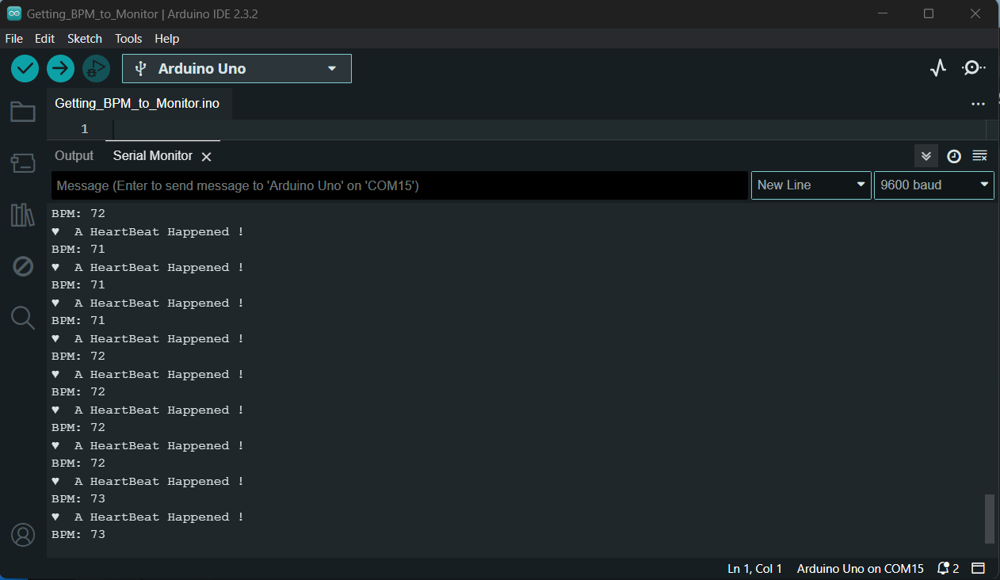 Getting_BPM_to_Monitor | Arduino IDE 2.3.2
File Edit Sketch Tools Help
Arduino Uno
Getting_BPM_to_Monitor.ino
1
Output Serial Monitor
Message (Enter to send message to 'Arduino Uno' on 'COM15') New Line 9600 baud
BPM: 72
♥ A HeartBeat Happened !
BPM: 71
♥ A HeartBeat Happened !
BPM: 71
♥ A HeartBeat Happened !
BPM: 71
♥ A HeartBeat Happened !
BPM: 72
♥ A HeartBeat Happened !
BPM: 72
♥ A HeartBeat Happened !
BPM: 72
♥ A HeartBeat Happened !
BPM: 72
♥ A HeartBeat Happened !
BPM: 73
♥ A HeartBeat Happened !
BPM: 73
Ln 1, Col 1 Arduino Uno on COM15 2